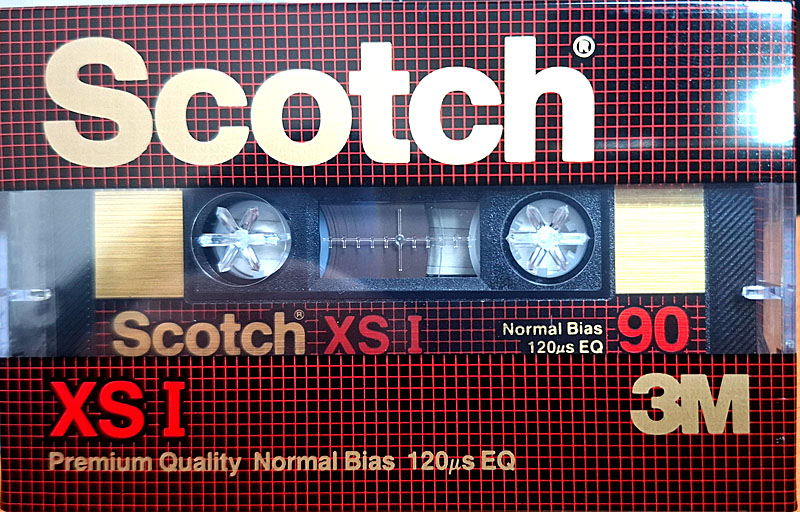 Scotch®
Scotch® XS I Normal Bias 90
120µs EQ
XS I 3M
Premium Quality Normal Bias 120µs EQ